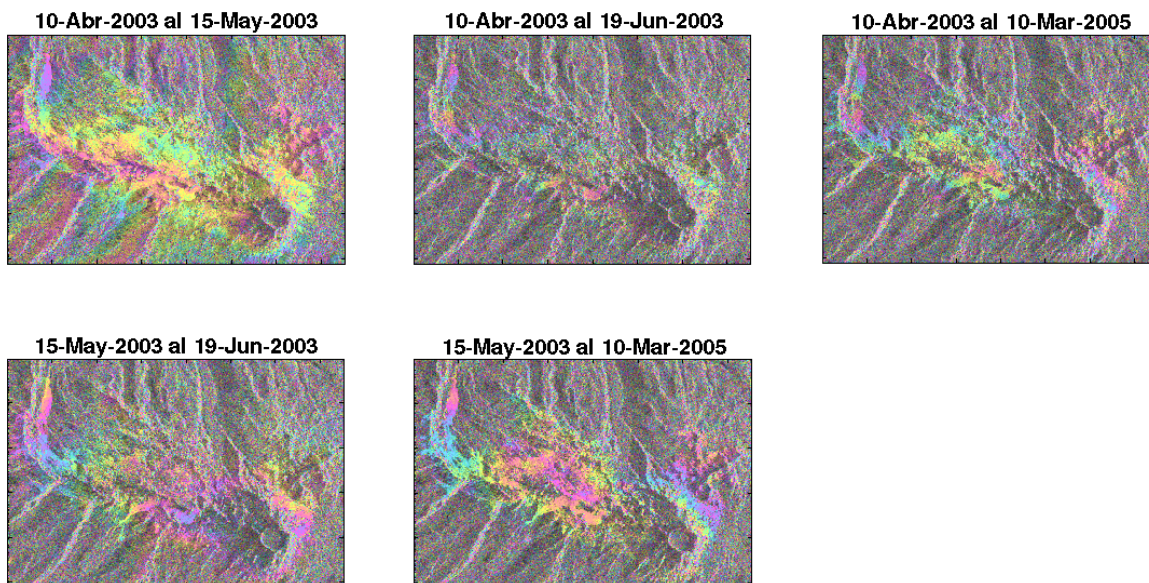 10-Abr-2003 al 15-May-2003
10-Abr-2003 al 19-Jun-2003
10-Abr-2003 al 10-Mar-2005
15-May-2003 al 19-Jun-2003
15-May-2003 al 10-Mar-2005